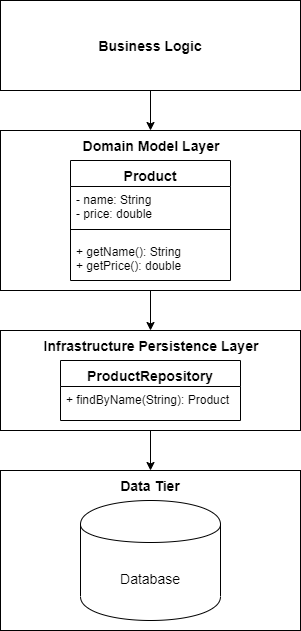 Business Logic
Domain Model Layer
Product
- name: String
- price: double
+ getName(): String
+ getPrice(): double
Infrastructure Persistence Layer
ProductRepository
+ findByName(String): Product
Data Tier
Database